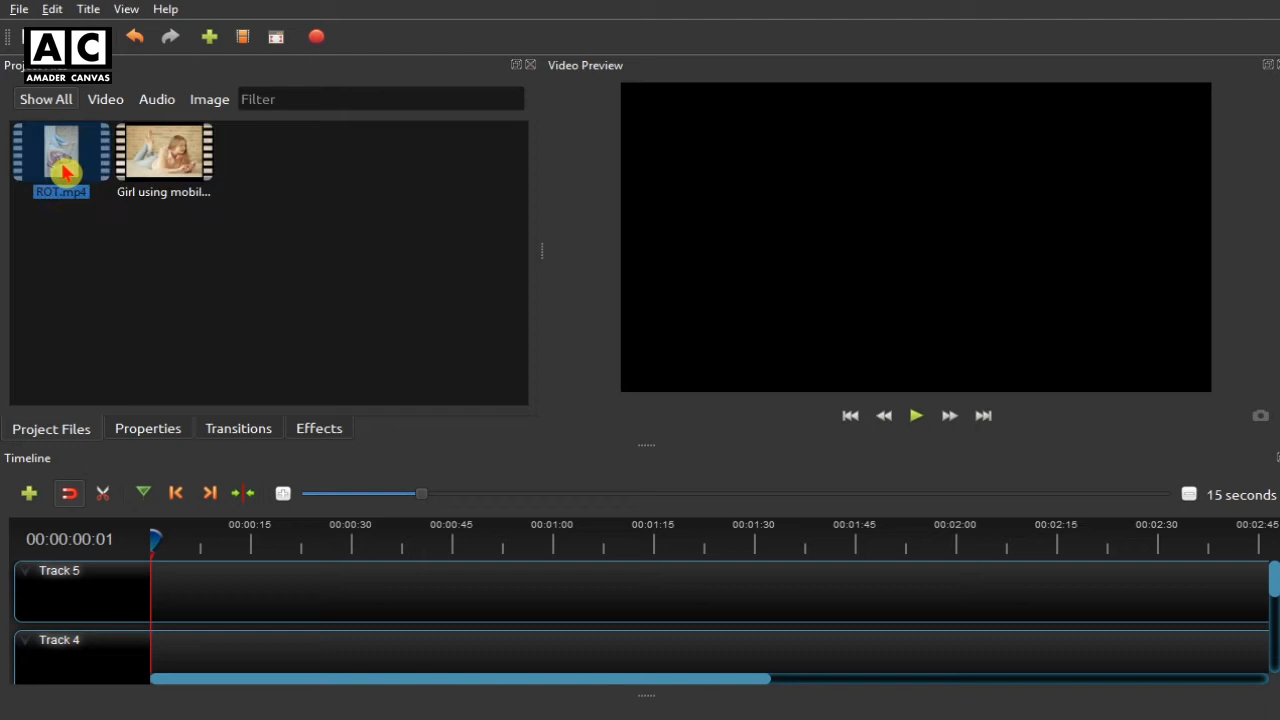 File Edit Title View Help
AC
AMADER CANVAS
Video Preview
Show All Video Audio Image Filter
ROT.mp4 Girl using mobil...
Project Files Properties Transitions Effects
Timeline
15 seconds
00:00:00:01
00:00:15 00:00:30 00:00:45 00:01:00 00:01:15 00:01:30 00:01:45 00:02:00 00:02:15 00:02:30 00:02:45
Track 5
Track 4